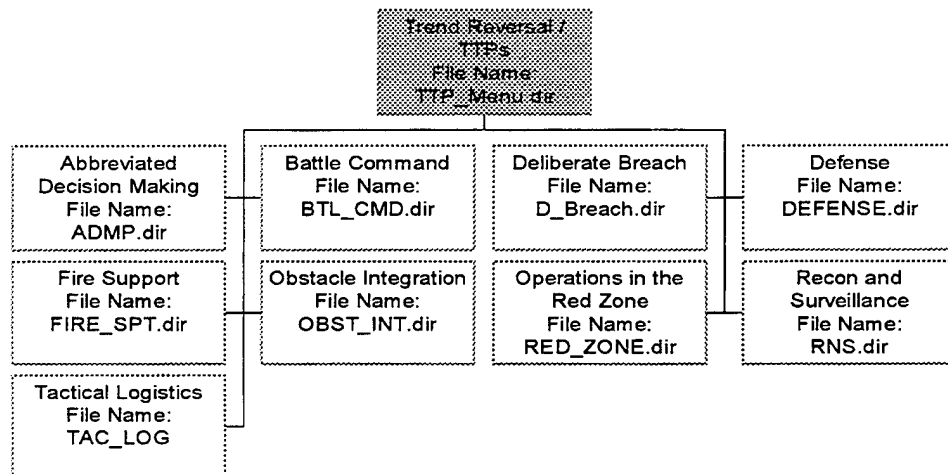 Trend Reversal /
TTPs
File Name:
TTP_Menu.dir
Abbreviated
Decision Making
File Name:
ADMP.dir
Battle Command
File Name:
BTL_CMD.dir
Deliberate Breach
File Name:
D_Breach.dir
Defense
File Name:
DEFENSE.dir
Fire Support
File Name:
FIRE_SPT.dir
Obstacle Integration
File Name:
OBST_INT.dir
Operations in the
Red Zone
File Name:
RED_ZONE.dir
Recon and
Surveillance
File Name:
RNS.dir
Tactical Logistics
File Name:
TAC_LOG